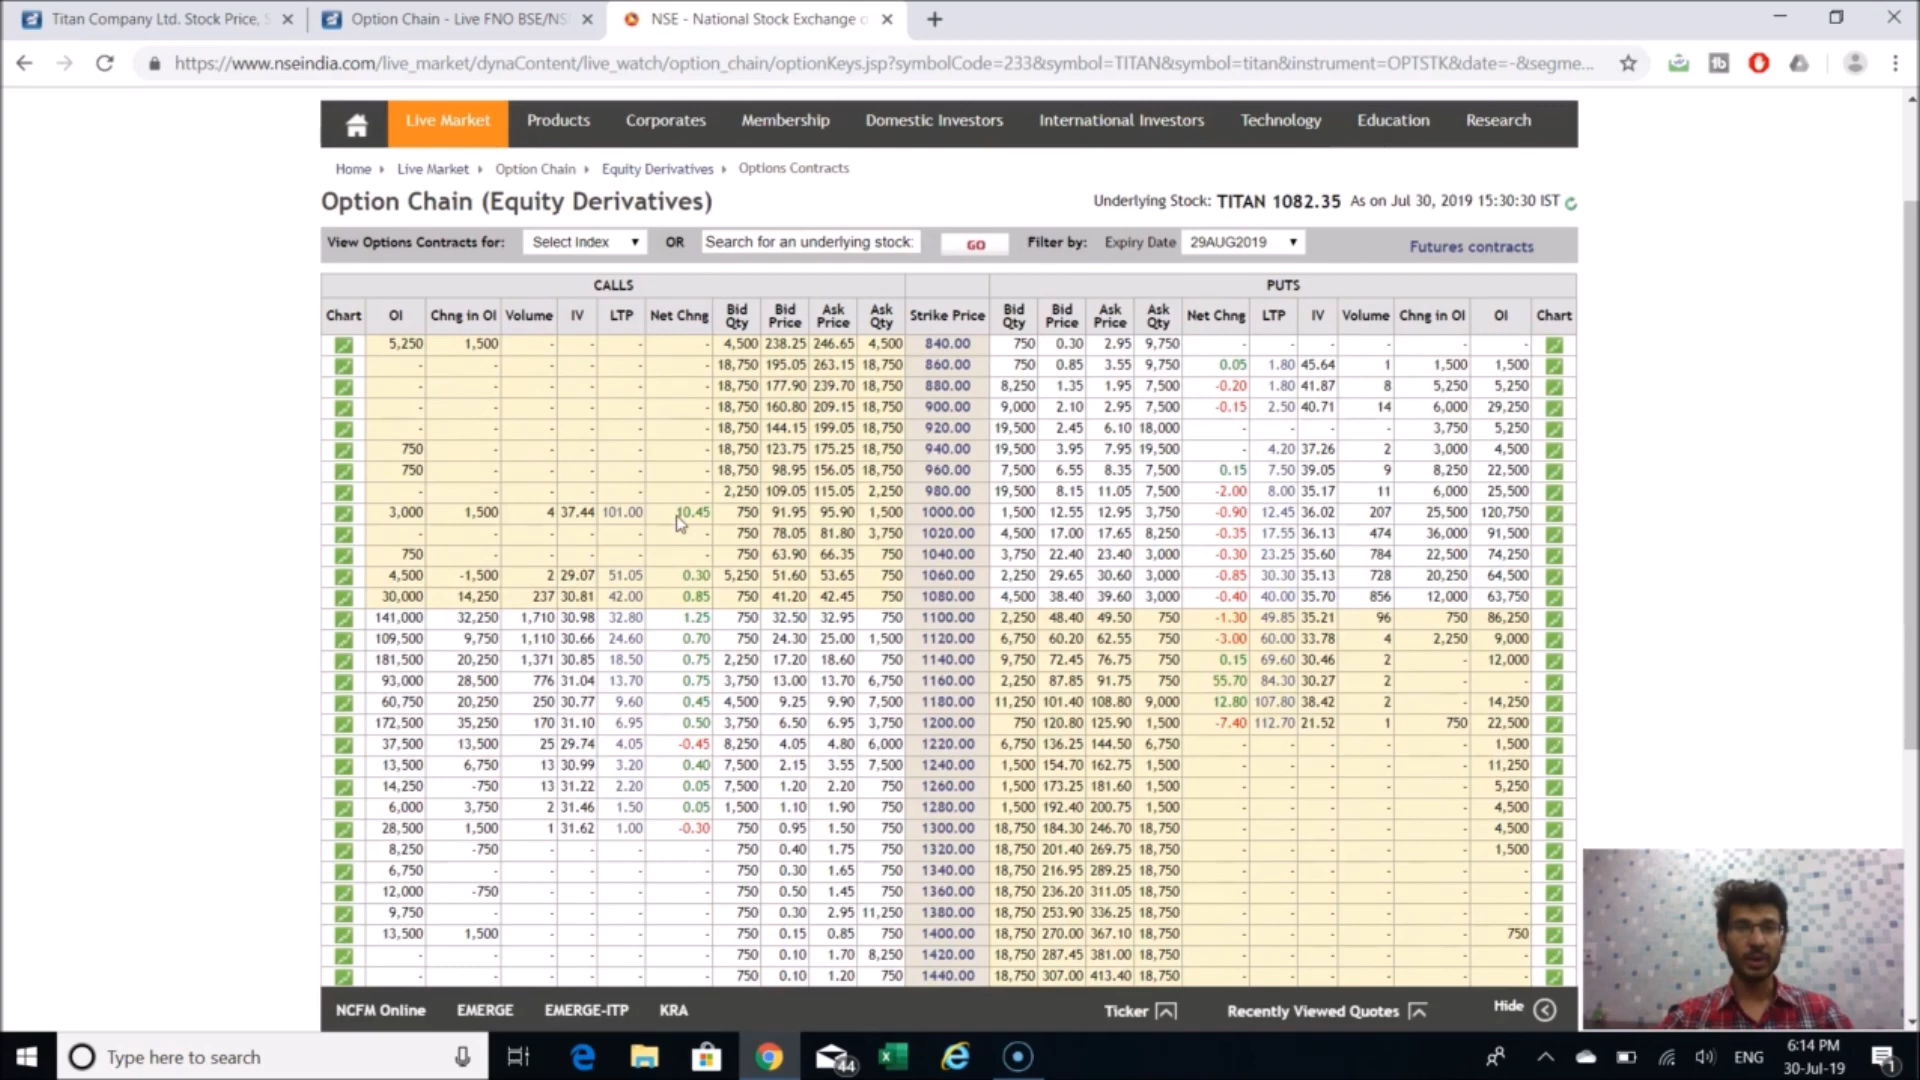 Titan Company Ltd. Stock Price, S
Option Chain - Live FNO BSE/NS
NSE - National Stock Exchange o
https://www.nseindia.com/live_market/dynaContent/live_watch/option_chain/optionKeys.jsp?symbolCode=233&symbol=TITAN&symbol=titan&instrument=OPTSTK&date=-&segme...
Live Market Products Corporates Membership Domestic Investors International Investors Technology Education Research
Home Live Market Option Chain Equity Derivatives Options Contracts
Option Chain (Equity Derivatives)
Underlying Stock: TITAN 1082.35 As on Jul 30, 2019 15:30:30 IST
View Options Contracts for: Select Index OR Search for an underlying stock: GO Filter by: Expiry Date 29AUG2019 Futures contracts
CALLS PUTS
Chart OI Chng in OI Volume IV LTP Net Chng Bid Qty Bid Price Ask Price Ask Qty Strike Price Bid Qty Bid Price Ask Price Ask Qty Net Chng LTP IV Volume Chng in OI OI Chart
5,250 1,500 - - - - 4,500 238.25 246.65 4,500 840.00 750 0.30 2.95 9,750 - - - - - -
- - - - - - 18,750 195.05 263.15 18,750 860.00 750 0.85 3.55 9,750 0.05 1.80 45.64 1 1,500 1,500
- - - - - - 18,750 177.90 239.70 18,750 880.00 8,250 1.35 1.95 7,500 -0.20 1.80 41.87 8 5,250 5,250
- - - - - - 18,750 160.80 209.15 18,750 900.00 9,000 2.10 2.95 7,500 -0.15 2.50 40.71 14 6,000 29,250
- - - - - - 18,750 144.15 199.05 18,750 920.00 19,500 2.45 6.10 18,000 - - - - 3,750 5,250
750 - - - - - 18,750 123.75 175.25 18,750 940.00 19,500 3.95 7.95 19,500 - 4.20 37.26 2 3,000 4,500
750 - - - - - 18,750 98.95 156.05 18,750 960.00 7,500 6.55 8.35 7,500 0.15 7.50 39.05 9 8,250 22,500
- - - - - - 2,250 109.05 115.05 2,250 980.00 19,500 8.15 11.05 7,500 -2.00 8.00 35.17 11 6,000 25,500
3,000 1,500 4 37.44 101.00 10.45 750 91.95 95.90 1,500 1000.00 1,500 12.55 12.95 3,750 -0.90 12.45 36.02 207 25,500 120,750
- - - - - - 750 78.05 81.80 3,750 1020.00 4,500 17.00 17.65 8,250 -0.35 17.55 36.13 474 36,000 91,500
750 - - - - - 750 63.90 66.35 750 1040.00 3,750 22.40 23.40 3,000 -0.30 23.25 35.60 784 22,500 74,250
4,500 -1,500 2 29.07 51.05 0.30 5,250 51.60 53.65 750 1060.00 2,250 29.65 30.60 3,000 -0.85 30.30 35.13 728 20,250 64,500
30,000 14,250 237 30.81 42.00 0.85 750 41.20 42.45 750 1080.00 4,500 38.40 39.60 3,000 -0.40 40.00 35.70 856 12,000 63,750
141,000 32,250 1,710 30.98 32.80 1.25 750 32.50 32.95 750 1100.00 2,250 48.40 49.50 750 -1.30 49.85 35.21 96 750 86,250
109,500 9,750 1,110 30.66 24.60 0.70 750 24.30 25.00 1,500 1120.00 6,750 60.20 62.55 750 -3.00 60.00 33.78 4 2,250 9,000
181,500 20,250 1,371 30.85 18.50 0.75 2,250 17.20 18.60 750 1140.00 9,750 72.45 76.75 750 0.15 69.60 30.46 2 - 12,000
93,000 28,500 776 31.04 13.70 0.75 3,750 13.00 13.70 6,750 1160.00 2,250 87.85 91.75 750 55.70 84.30 30.27 2 - -
60,750 20,250 250 30.77 9.60 0.45 4,500 9.25 9.90 7,500 1180.00 11,250 101.40 108.80 9,000 12.80 107.80 38.42 2 - 14,250
172,500 35,250 170 31.10 6.95 0.50 3,750 6.50 6.95 3,750 1200.00 750 120.80 125.90 1,500 -7.40 112.70 21.52 1 750 22,500
37,500 13,500 25 29.74 4.05 -0.45 8,250 4.05 4.80 6,000 1220.00 6,750 136.25 144.50 6,750 - - - - - 1,500
13,500 6,750 13 30.99 3.20 0.40 7,500 2.15 3.55 7,500 1240.00 1,500 154.70 162.75 1,500 - - - - - 11,250
14,250 -750 13 31.22 2.20 0.05 7,500 1.20 2.20 750 1260.00 1,500 173.25 181.60 1,500 - - - - - 5,250
6,000 3,750 2 31.46 1.50 0.05 1,500 1.10 1.90 750 1280.00 1,500 192.40 200.75 1,500 - - - - - 4,500
28,500 1,500 1 31.62 1.00 -0.30 750 0.95 1.50 750 1300.00 18,750 184.30 246.70 18,750 - - - - - 4,500
8,250 -750 - - - - 750 0.40 1.75 750 1320.00 18,750 201.40 269.75 18,750 - - - - - 1,500
6,750 - - - - - 750 0.30 1.65 750 1340.00 18,750 216.95 289.25 18,750 - - - - - -
12,000 -750 - - - - 750 0.50 1.45 750 1360.00 18,750 236.20 311.05 18,750 - - - - - -
9,750 - - - - - 750 0.30 2.95 11,250 1380.00 18,750 253.90 336.25 18,750 - - - - - -
13,500 1,500 - - - - 750 0.15 0.85 750 1400.00 18,750 270.00 367.10 18,750 - - - - - 750
- - - - - - 750 0.10 1.70 8,250 1420.00 18,750 287.45 381.00 18,750 - - - - - -
- - - - - - 750 0.10 1.20 750 1440.00 18,750 307.00 413.40 18,750 - - - - - -
NCFM Online EMERGE EMERGE-ITP KRA Ticker Recently Viewed Quotes Hide
Type here to search
44
ENG
6:14 PM
30-Jul-19
1